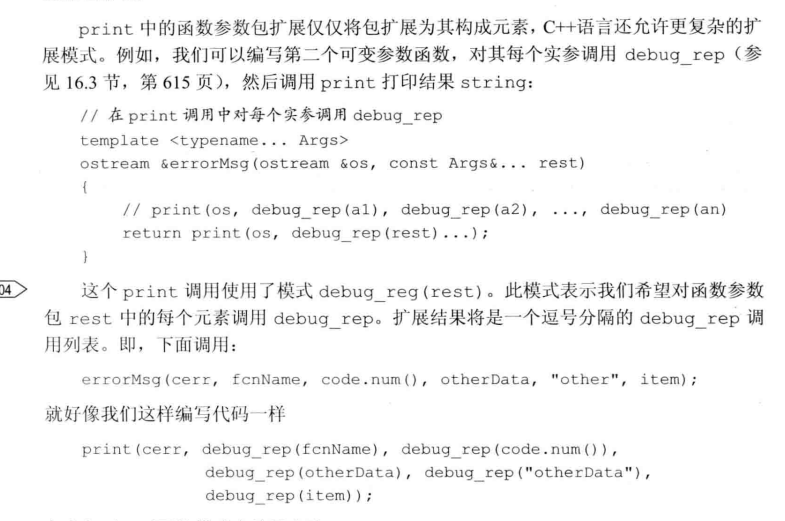 print 中的函数参数包扩展仅仅将包扩展为其构成元素，C++语言还允许更复杂的扩
展模式。例如，我们可以编写第二个可变参数函数，对其每个实参调用 debug_rep（参
见 16.3 节，第 615 页），然后调用 print 打印结果 string：
// 在 print 调用中对每个实参调用 debug_rep
template <typename... Args>
ostream &errorMsg(ostream &os, const Args&... rest)
{
// print(os, debug_rep(a1), debug_rep(a2), ..., debug_rep(an)
return print(os, debug_rep(rest)...);
}
04
这个 print 调用使用了模式 debug_reg(rest)。此模式表示我们希望对函数参数
包 rest 中的每个元素调用 debug_rep。扩展结果将是一个逗号分隔的 debug_rep 调
用列表。即，下面调用：
errorMsg(cerr, fcnName, code.num(), otherData, "other", item);
就好像我们这样编写代码一样
print(cerr, debug_rep(fcnName), debug_rep(code.num()),
debug_rep(otherData), debug_rep("otherData"),
debug_rep(item));